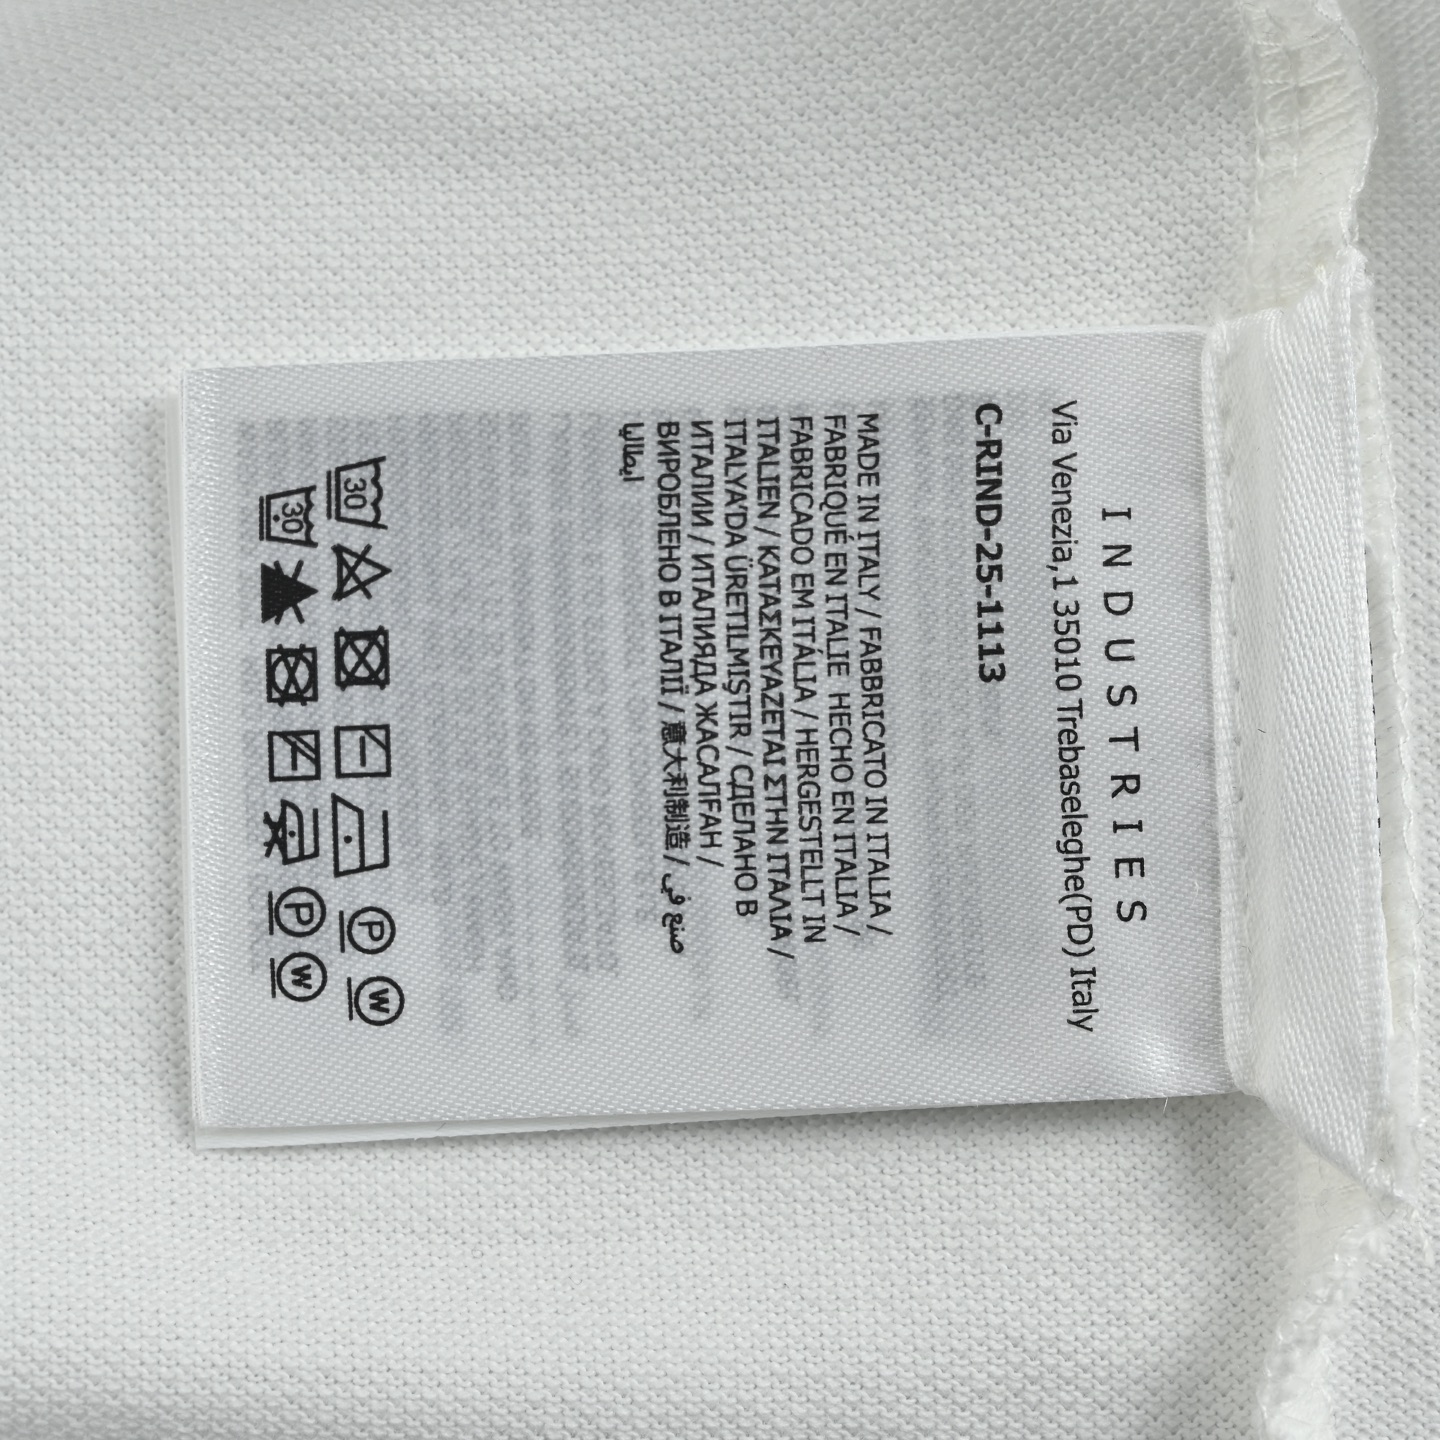 INDUSTRIES
Via Venezia,1 35010 Trebaseleghe(PD) Italy
C-RIND-25-1113
MADE IN ITALY / FABBRICATO IN ITALIA /
FABRIQUÉ EN ITALIE HECHO EN ITALIA /
FABRICADO EM ITÁLIA / HERGESTELLT IN
ITALIEN / ΚΑΤΑΣΚΕΥΑΖΕΤΑΙ ΣΤΗΝ ΙΤΑΛΙΑ /
ITALYA'DA ÜRETILMIŞTIR / СДЕЛАНО В
ИТАЛИИ / ИТАЛИЯДА ЖАСАЛҒАН /
ВИРОБЛЕНО В ІТАЛІЇ / 意大利制造 / صنع في
ايطاليا
30 P W
30 P W